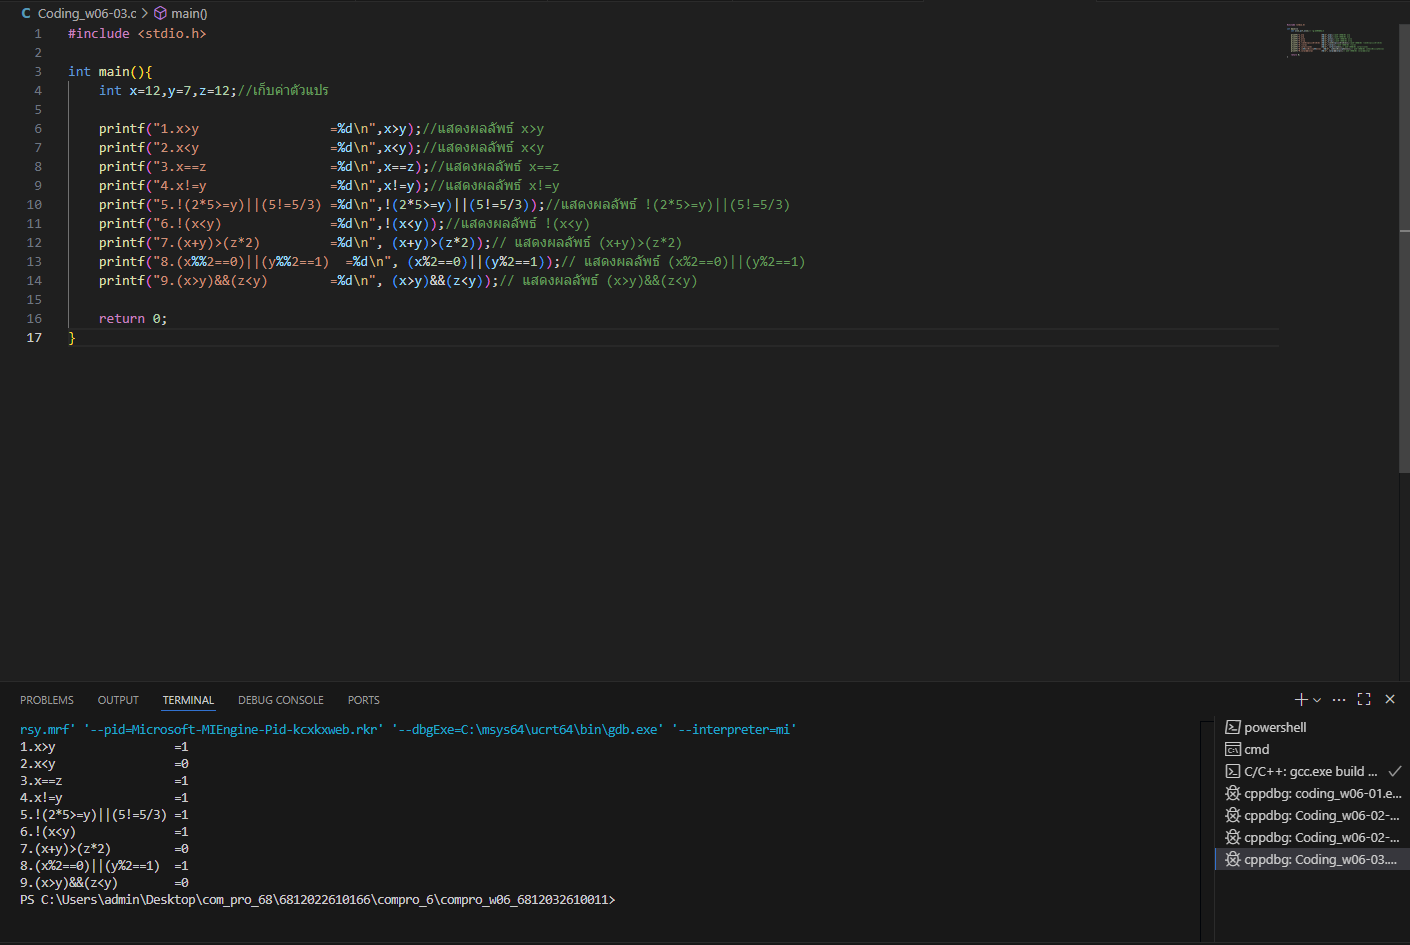 Coding_w06-03.c > main()
1 #include <stdio.h>
2
3 int main(){
4     int x=12,y=7,z=12;//เก็บค่าตัวแปร
5
6     printf("1.x>y                 =%d\n",x>y);//แสดงผลลัพธ์ x>y
7     printf("2.x<y                 =%d\n",x<y);//แสดงผลลัพธ์ x<y
8     printf("3.x==z                =%d\n",x==z);//แสดงผลลัพธ์ x==z
9     printf("4.x!=y                =%d\n",x!=y);//แสดงผลลัพธ์ x!=y
10     printf("5.!(2*5>=y)||(5!=5/3) =%d\n",!(2*5>=y)||(5!=5/3));//แสดงผลลัพธ์ !(2*5>=y)||(5!=5/3)
11     printf("6.!(x<y)              =%d\n",!(x<y));//แสดงผลลัพธ์ !(x<y)
12     printf("7.(x+y)>(z*2)         =%d\n", (x+y)>(z*2));// แสดงผลลัพธ์ (x+y)>(z*2)
13     printf("8.(x%%2==0)||(y%%2==1)  =%d\n", (x%2==0)||(y%2==1));// แสดงผลลัพธ์ (x%2==0)||(y%2==1)
14     printf("9.(x>y)&&(z<y)        =%d\n", (x>y)&&(z<y));// แสดงผลลัพธ์ (x>y)&&(z<y)
15
16     return 0;
17 }
PROBLEMS OUTPUT TERMINAL DEBUG CONSOLE PORTS
rsy.mrf' '--pid=Microsoft-MIEngine-Pid-kcxkxweb.rkr' '--dbgExe=C:\msys64\ucrt64\bin\gdb.exe' '--interpreter=mi'
1.x>y                 =1
2.x<y                 =0
3.x==z                =1
4.x!=y                =1
5.!(2*5>=y)||(5!=5/3) =1
6.!(x<y)              =1
7.(x+y)>(z*2)         =0
8.(x%2==0)||(y%2==1)  =1
9.(x>y)&&(z<y)        =0
PS C:\Users\admin\Desktop\com_pro_68\6812022610166\compro_6\compro_w06_6812032610011>
powershell
cmd
C/C++: gcc.exe build ...
cppdbg: coding_w06-01.e...
cppdbg: Coding_w06-02-...
cppdbg: Coding_w06-02-...
cppdbg: Coding_w06-03....